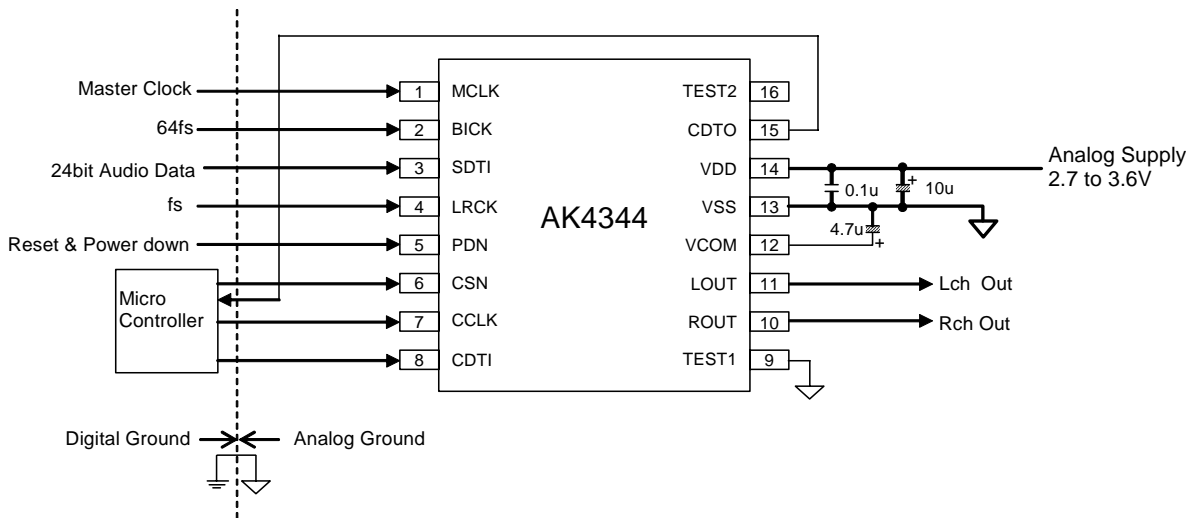 Master Clock
64fs
24bit Audio Data
fs
Reset & Power down
Micro
Controller
1 MCLK
2 BICK
3 SDTI
4 LRCK
5 PDN
6 CSN
7 CCLK
8 CDTI
AK4344
TEST2 16
CDTO 15
VDD 14
VSS 13
VCOM 12
LOUT 11
ROUT 10
TEST1 9
0.1u
+
10u
4.7u
+
Analog Supply
2.7 to 3.6V
Lch Out
Rch Out
Digital Ground
Analog Ground